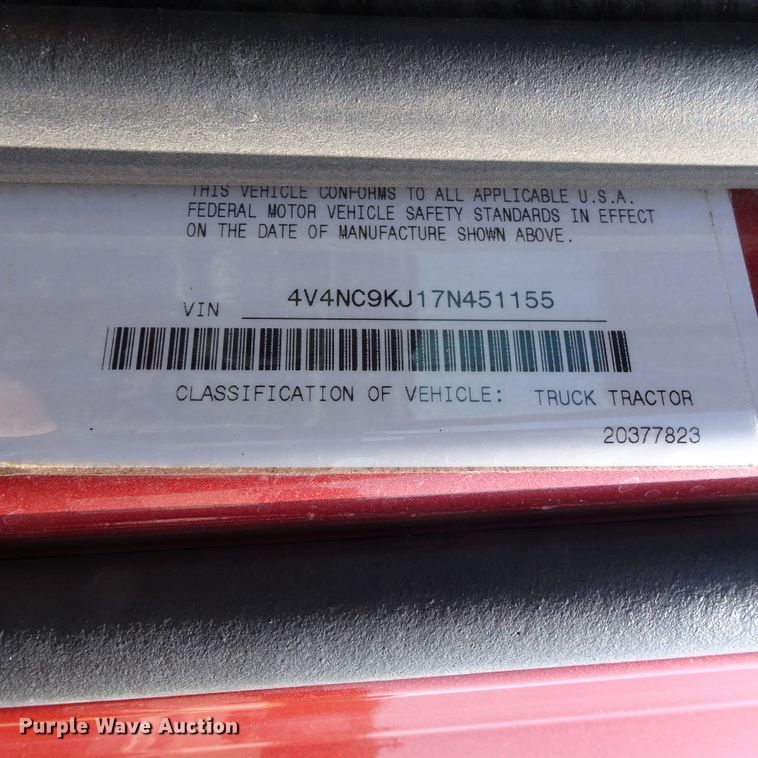 THIS VEHICLE CONFORMS TO ALL APPLICABLE U.S.A.
FEDERAL MOTOR VEHICLE SAFETY STANDARDS IN EFFECT
ON THE DATE OF MANUFACTURE SHOWN ABOVE.
VIN 4V4NC9KJ17N451155
CLASSIFICATION OF VEHICLE: TRUCK TRACTOR
20377823
Purple Wave Auction